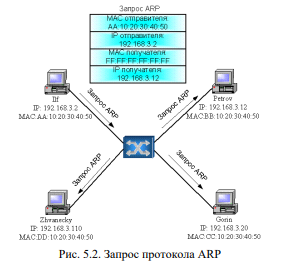 Запрос ARP
MAC отправителя
AA:10:20:30:40:50
IP отправителя
192.168.3.2
MAC получателя
FF:FF:FF:FF:FF:FF
IP получателя
192.168.3.12
Ilf
IP: 192.168.3.2
MAC:AA:10:20:30:40:50
Запрос ARP
Запрос ARP
Petrov
IP: 192.168.3.12
MAC:BB:10:20:30:40:50
Запрос ARP
Запрос ARP
Zhvanecky
IP: 192.168.3.110
MAC:DD:10:20:30:40:50
Gorin
IP: 192.168.3.20
MAC:CC:10:20:30:40:50
Рис. 5.2. Запрос протокола ARP